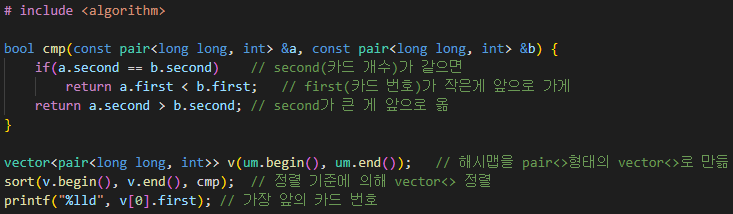 # include <algorithm>
bool cmp(const pair<long long, int> &a, const pair<long long, int> &b) {
if(a.second == b.second) // second(카드 개수)가 같으면
return a.first < b.first; // first(카드 번호)가 작은게 앞으로 가게
return a.second > b.second; // second가 큰 게 앞으로 옮
}
vector<pair<long long, int>> v(um.begin(), um.end()); // 해시맵을 pair<>형태의 vector<>로 만듦
sort(v.begin(), v.end(), cmp); // 정렬 기준에 의해 vector<> 정렬
printf("%lld", v[0].first); // 가장 앞의 카드 번호